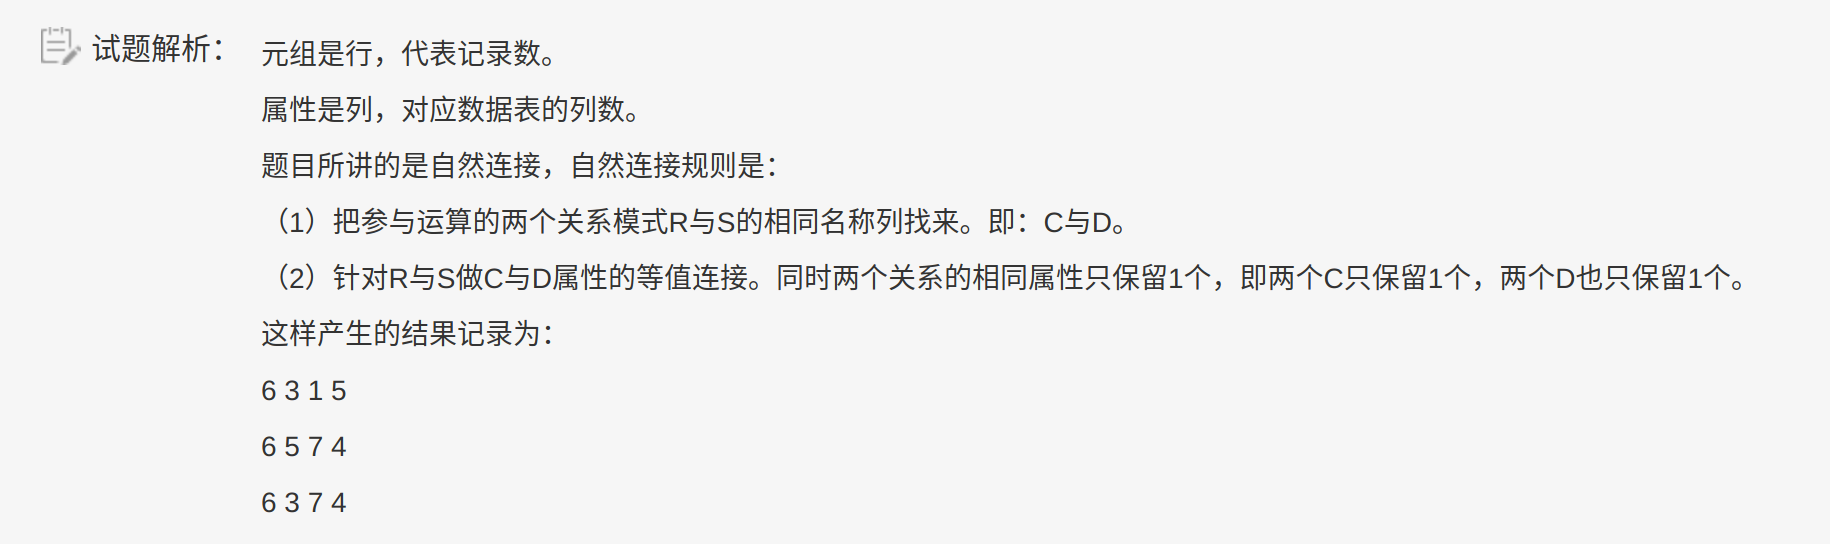 试题解析： 元组是行，代表记录数。
属性是列，对应数据表的列数。
题目所讲的是自然连接，自然连接规则是：
（1）把参与运算的两个关系模式R与S的相同名称列找来。即：C与D。
（2）针对R与S做C与D属性的等值连接。同时两个关系的相同属性只保留1个，即两个C只保留1个，两个D也只保留1个。
这样产生的结果记录为：
6 3 1 5
6 5 7 4
6 3 7 4